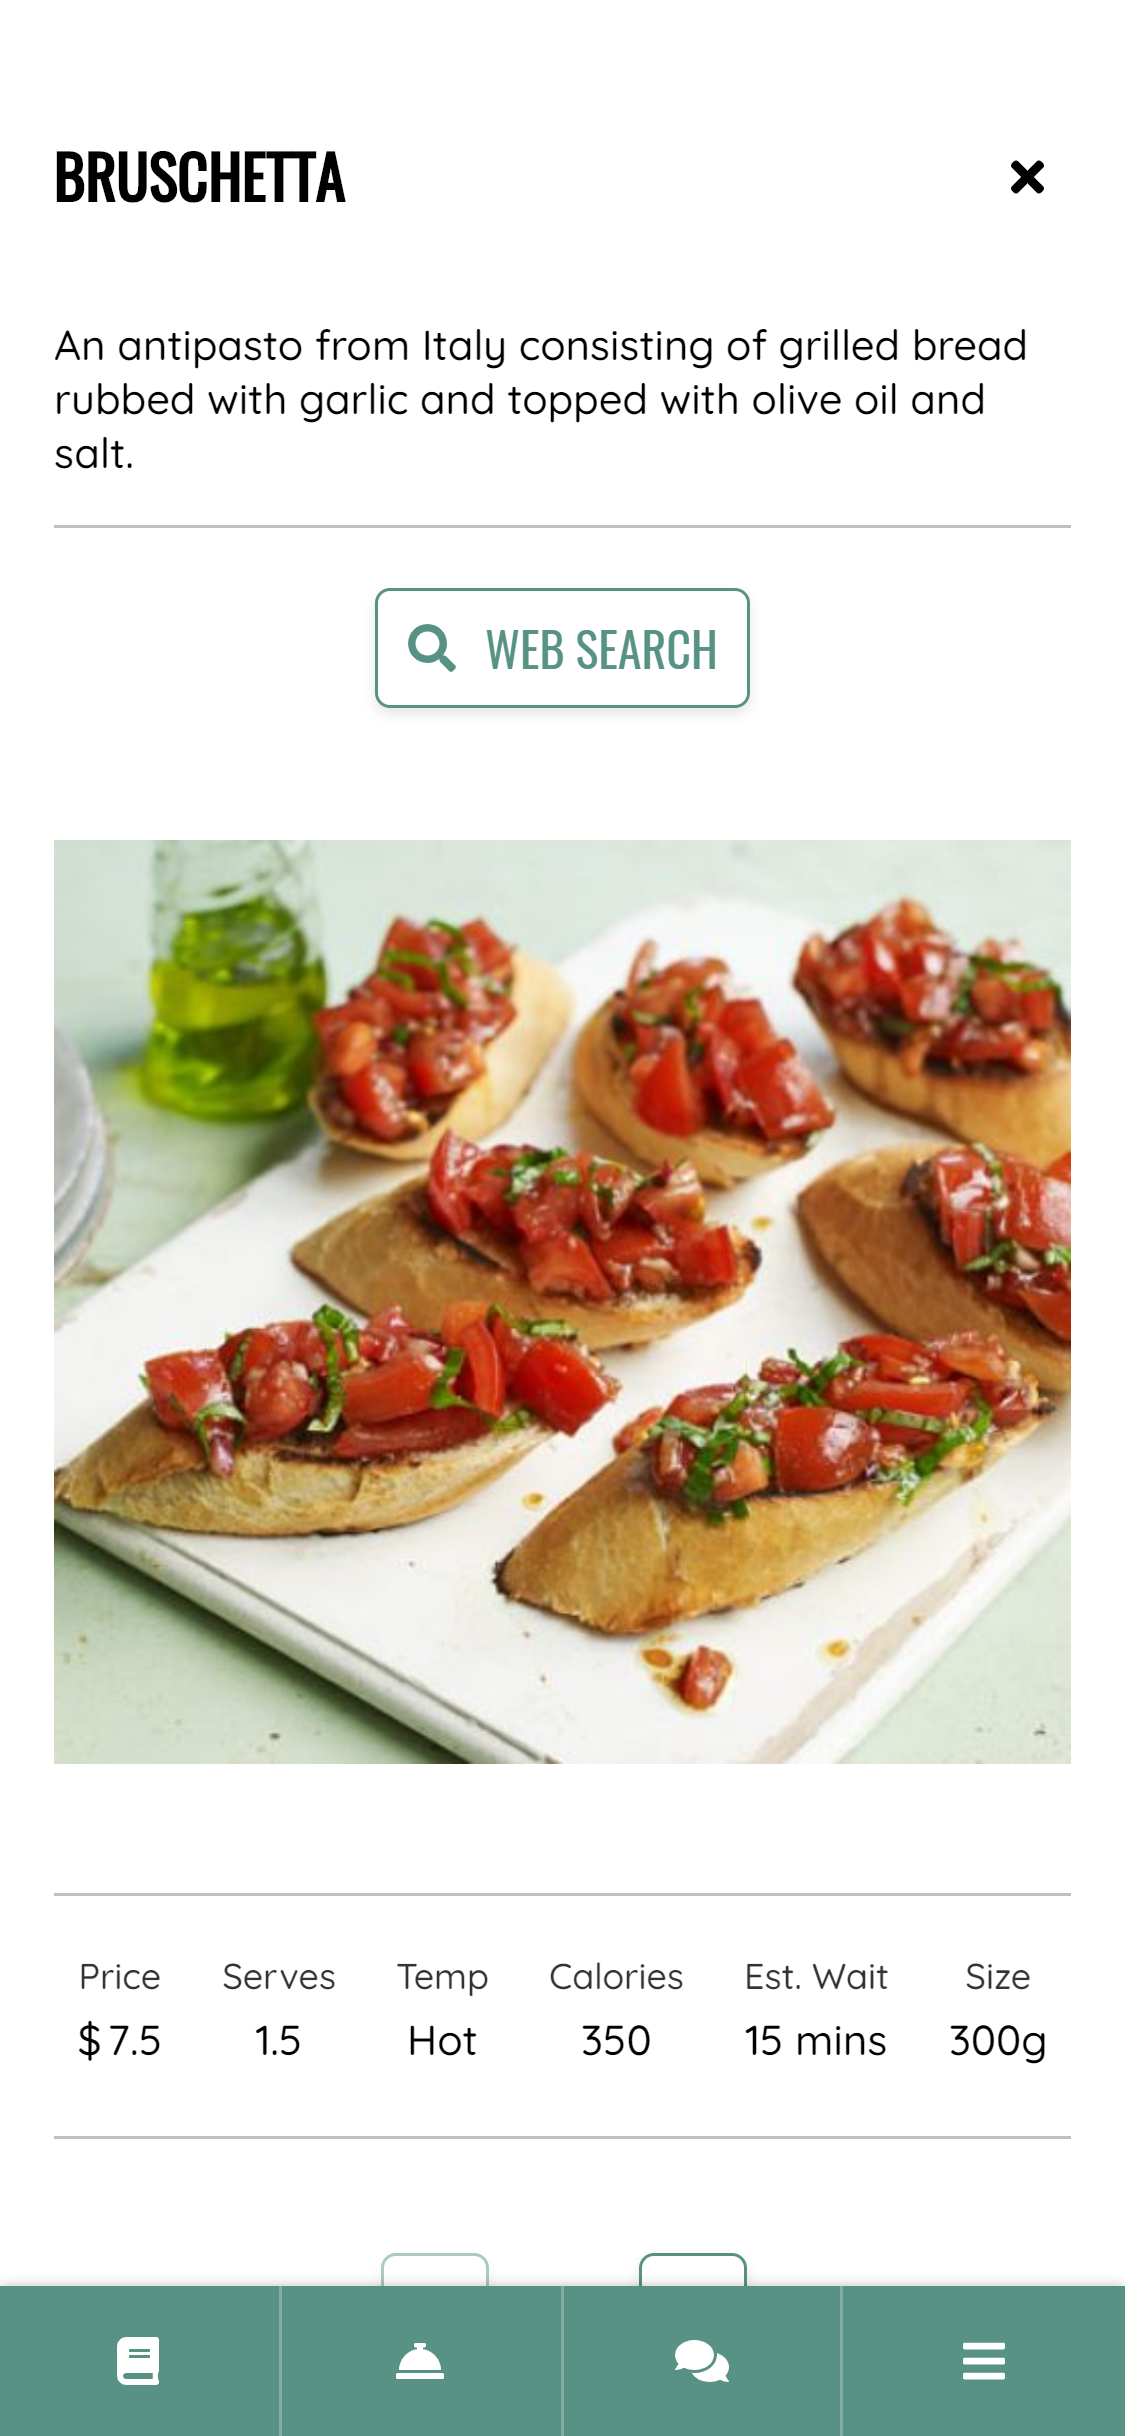 BRUSCHETTA
An antipasto from Italy consisting of grilled bread
rubbed with garlic and topped with olive oil and
salt.
WEB SEARCH
Price Serves Temp Calories Est. Wait Size
$ 7.5 1.5 Hot 350 15 mins 300g